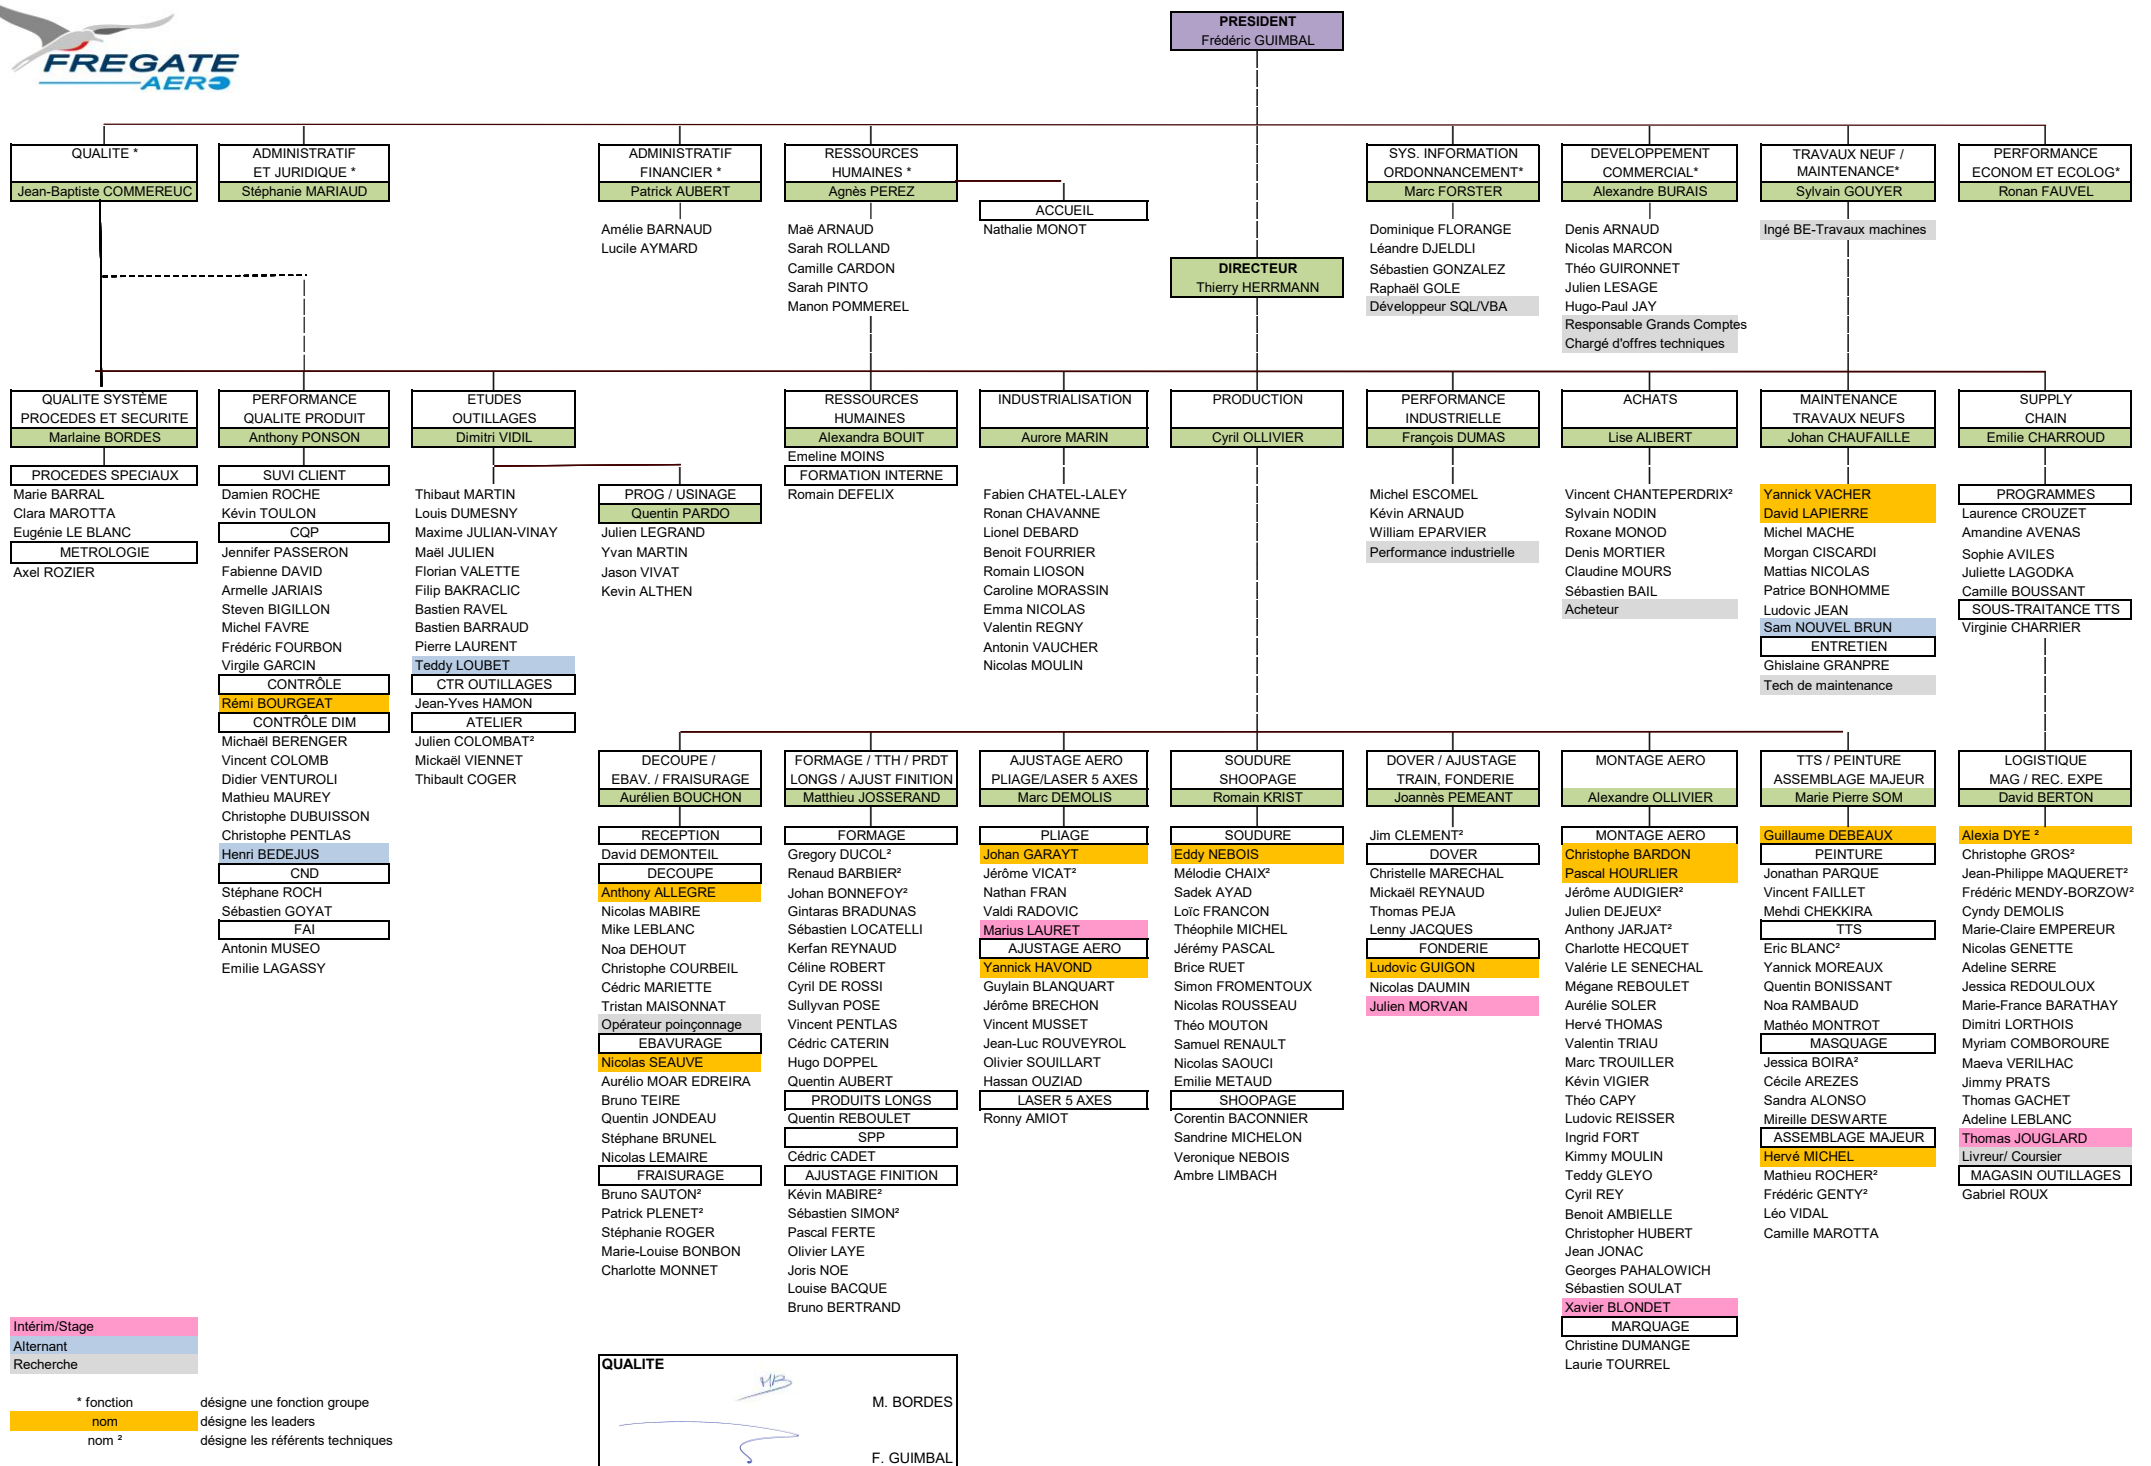 FREGATE
AERO
PRESIDENT
Frédéric GUIMBAL
QUALITE *
Jean-Baptiste COMMEREUC
ADMINISTRATIF
ET JURIDIQUE *
Stéphanie MARIAUD
ADMINISTRATIF
FINANCIER *
Patrick AUBERT
Amélie BARNAUD
Lucile AYMARD
RESSOURCES
HUMAINES *
Agnès PEREZ
Maë ARNAUD
Sarah ROLLAND
Camille CARDON
Sarah PINTO
Manon POMMEREL
ACCUEIL
Nathalie MONOT
DIRECTEUR
Thierry HERRMANN
SYS. INFORMATION
ORDONNANCEMENT*
Marc FORSTER
Dominique FLORANGE
Léandre DJELDLI
Sébastien GONZALEZ
Raphaël GOLE
Développeur SQL/VBA
DEVELOPPEMENT
COMMERCIAL*
Alexandre BURAIS
Denis ARNAUD
Nicolas MARCON
Théo GUIRONNET
Julien LESAGE
Hugo-Paul JAY
Responsable Grands Comptes
Chargé d'offres techniques
TRAVAUX NEUF /
MAINTENANCE*
Sylvain GOUYER
Ingé BE-Travaux machines
PERFORMANCE
ECONOM ET ECOLOG*
Ronan FAUVEL
QUALITE SYSTÈME
PROCEDES ET SECURITE
Marlaine BORDES
PROCEDES SPECIAUX
Marie BARRAL
Clara MAROTTA
Eugénie LE BLANC
METROLOGIE
Axel ROZIER
PERFORMANCE
QUALITE PRODUIT
Anthony PONSON
SUVI CLIENT
Damien ROCHE
Kévin TOULON
CQP
Jennifer PASSERON
Fabienne DAVID
Armelle JARIAIS
Steven BIGILLON
Michel FAVRE
Frédéric FOURBON
Virgile GARCIN
CONTRÔLE
Rémi BOURGEAT
CONTRÔLE DIM
Michaël BERENGER
Vincent COLOMB
Didier VENTUROLI
Mathieu MAUREY
Christophe DUBUISSON
Christophe PENTLAS
Henri BEDEJUS
CND
Stéphane ROCH
Sébastien GOYAT
FAI
Antonin MUSEO
Emilie LAGASSY
ETUDES
OUTILLAGES
Dimitri VIDIL
Thibaut MARTIN
Louis DUMESNY
Maxime JULIAN-VINAY
Maël JULIEN
Florian VALETTE
Filip BAKRACLIC
Bastien RAVEL
Bastien BARRAUD
Pierre LAURENT
Teddy LOUBET
CTR OUTILLAGES
Jean-Yves HAMON
ATELIER
Julien COLOMBAT²
Mickaël VIENNET
Thibault COGER
PROG / USINAGE
Quentin PARDO
Julien LEGRAND
Yvan MARTIN
Jason VIVAT
Kevin ALTHEN
RESSOURCES
HUMAINES
Alexandra BOUIT
Emeline MOINS
FORMATION INTERNE
Romain DEFELIX
INDUSTRIALISATION
Aurore MARIN
Fabien CHATEL-LALEY
Ronan CHAVANNE
Lionel DEBARD
Benoit FOURRIER
Romain LIOSON
Caroline MORASSIN
Emma NICOLAS
Valentin REGNY
Antonin VAUCHER
Nicolas MOULIN
PRODUCTION
Cyril OLLIVIER
PERFORMANCE
INDUSTRIELLE
François DUMAS
Michel ESCOMEL
Kévin ARNAUD
William EPARVIER
Performance industrielle
ACHATS
Lise ALIBERT
Vincent CHANTEPERDRIX²
Sylvain NODIN
Roxane MONOD
Denis MORTIER
Claudine MOURS
Sébastien BAIL
Acheteur
MAINTENANCE
TRAVAUX NEUFS
Johan CHAUFAILLE
Yannick VACHER
David LAPIERRE
Michel MACHE
Morgan CISCARDI
Mattias NICOLAS
Patrice BONHOMME
Ludovic JEAN
Sam NOUVEL BRUN
ENTRETIEN
Ghislaine GRANPRE
Tech de maintenance
SUPPLY
CHAIN
Emilie CHARROUD
PROGRAMMES
Laurence CROUZET
Amandine AVENAS
Sophie AVILES
Juliette LAGODKA
Camille BOUSSANT
SOUS-TRAITANCE TTS
Virginie CHARRIER
DECOUPE /
EBAV. / FRAISURAGE
Aurélien BOUCHON
RECEPTION
David DEMONTEIL
DECOUPE
Anthony ALLEGRE
Nicolas MABIRE
Mike LEBLANC
Noa DEHOUT
Christophe COURBEIL
Cédric MARIETTE
Tristan MAISONNAT
Opérateur poinçonnage
EBAVURAGE
Nicolas SEAUVE
Aurélio MOAR EDREIRA
Bruno TEIRE
Quentin JONDEAU
Stéphane BRUNEL
Nicolas LEMAIRE
FRAISURAGE
Bruno SAUTON²
Patrick PLENET²
Stéphanie ROGER
Marie-Louise BONBON
Charlotte MONNET
FORMAGE / TTH / PRDT
LONGS / AJUST FINITION
Matthieu JOSSERAND
FORMAGE
Gregory DUCOL²
Renaud BARBIER²
Johan BONNEFOY²
Gintaras BRADUNAS
Sébastien LOCATELLI
Kerfan REYNAUD
Céline ROBERT
Cyril DE ROSSI
Sullyvan POSE
Vincent PENTLAS
Cédric CATERIN
Hugo DOPPEL
Quentin AUBERT
PRODUITS LONGS
Quentin REBOULET
SPP
Cédric CADET
AJUSTAGE FINITION
Kévin MABIRE²
Sébastien SIMON²
Pascal FERTE
Olivier LAYE
Joris NOE
Louise BACQUE
Bruno BERTRAND
AJUSTAGE AERO
PLIAGE/LASER 5 AXES
Marc DEMOLIS
PLIAGE
Johan GARAYT
Jérôme VICAT²
Nathan FRAN
Valdi RADOVIC
Marius LAURET
AJUSTAGE AERO
Yannick HAVOND
Guylain BLANQUART
Jérôme BRECHON
Vincent MUSSET
Jean-Luc ROUVEYROL
Olivier SOUILLART
Hassan OUZIAD
LASER 5 AXES
Ronny AMIOT
SOUDURE
SHOOPAGE
Romain KRIST
SOUDURE
Eddy NEBOIS
Mélodie CHAIX²
Sadek AYAD
Loïc FRANCON
Théophile MICHEL
Jérémy PASCAL
Brice RUET
Simon FROMENTOUX
Nicolas ROUSSEAU
Théo MOUTON
Samuel RENAULT
Nicolas SAOUCI
Emilie METAUD
SHOOPAGE
Corentin BACONNIER
Sandrine MICHELON
Veronique NEBOIS
Ambre LIMBACH
DOVER / AJUSTAGE
TRAIN, FONDERIE
Joannès PEMEANT
Jim CLEMENT²
DOVER
Christelle MARECHAL
Mickaël REYNAUD
Thomas PEJA
Lenny JACQUES
FONDERIE
Ludovic GUIGON
Nicolas DAUMIN
Julien MORVAN
MONTAGE AERO
Alexandre OLLIVIER
MONTAGE AERO
Christophe BARDON
Pascal HOURLIER
Jérôme AUDIGIER²
Julien DEJEUX²
Anthony JARJAT²
Charlotte HECQUET
Valérie LE SENECHAL
Mégane REBOULET
Aurélie SOLER
Hervé THOMAS
Valentin TRIAU
Marc TROUILLER
Kévin VIGIER
Théo CAPY
Ludovic REISSER
Ingrid FORT
Kimmy MOULIN
Teddy GLEYO
Cyril REY
Benoit AMBIELLE
Christopher HUBERT
Jean JONAC
Georges PAHALOWICH
Sébastien SOULAT
Xavier BLONDET
MARQUAGE
Christine DUMANGE
Laurie TOURREL
TTS / PEINTURE
ASSEMBLAGE MAJEUR
Marie Pierre SOM
Guillaume DEBEAUX
PEINTURE
Jonathan PARQUE
Vincent FAILLET
Mehdi CHEKKIRA
TTS
Eric BLANC²
Yannick MOREAUX
Quentin BONISSANT
Noa RAMBAUD
Mathéo MONTROT
MASQUAGE
Jessica BOIRA²
Cécile AREZES
Sandra ALONSO
Mireille DESWARTE
ASSEMBLAGE MAJEUR
Hervé MICHEL
Mathieu ROCHER²
Frédéric GENTY²
Léo VIDAL
Camille MAROTTA
LOGISTIQUE
MAG / REC. EXPE
David BERTON
Alexia DYE ²
Christophe GROS²
Jean-Philippe MAQUERET²
Frédéric MENDY-BORZOW²
Cyndy DEMOLIS
Marie-Claire EMPEREUR
Nicolas GENETTE
Adeline SERRE
Jessica REDOULOUX
Marie-France BARATHAY
Dimitri LORTHOIS
Myriam COMBOROURE
Maeva VERILHAC
Jimmy PRATS
Thomas GACHET
Adeline LEBLANC
Thomas JOUGLARD
Livreur/ Coursier
MAGASIN OUTILLAGES
Gabriel ROUX
Intérim/Stage
Alternant
Recherche
* fonction désigne une fonction groupe
nom désigne les leaders
nom ² désigne les référents techniques
QUALITE
MB
M. BORDES
F. GUIMBAL